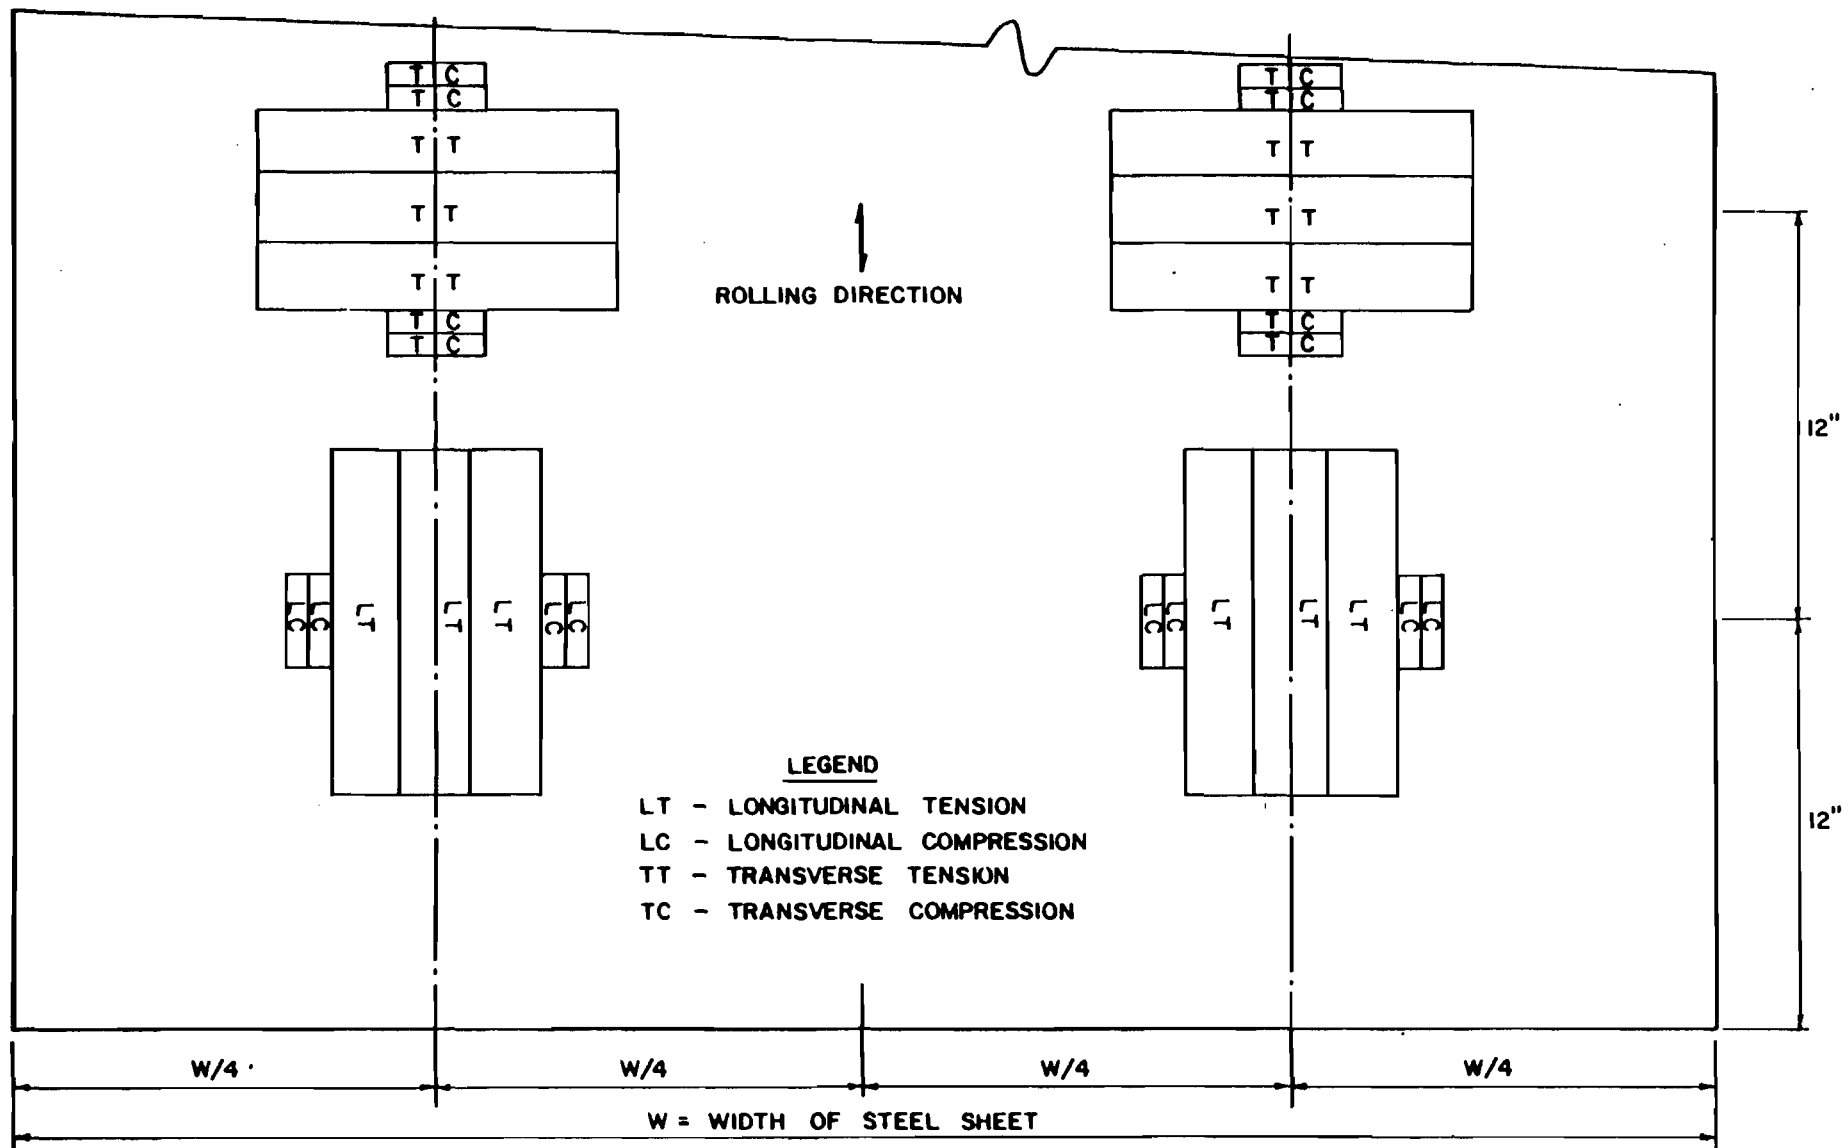 T C T C
T C T C
T T T T
T T T T
T T T T
ROLLING DIRECTION
T C T C
T C T C
12"
LC LC LT LT LT LC LC LC LC LT LT LT LC LC
LEGEND
LT - LONGITUDINAL TENSION
LC - LONGITUDINAL COMPRESSION
TT - TRANSVERSE TENSION
TC - TRANSVERSE COMPRESSION
12"
W/4 W/4 W/4 W/4
W = WIDTH OF STEEL SHEET